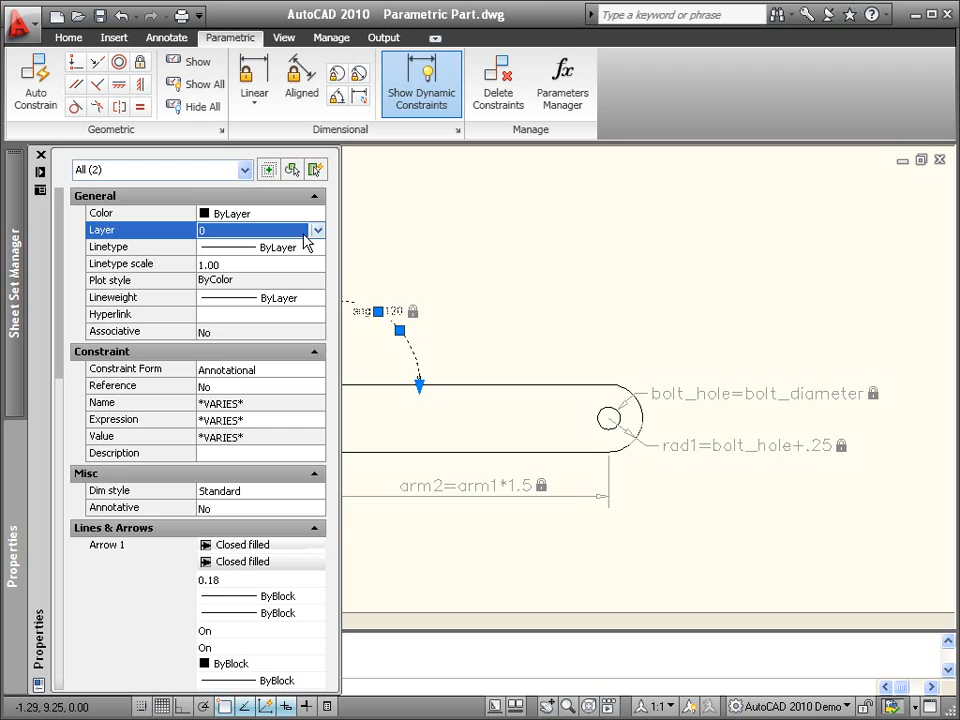 AutoCAD 2010 Parametric Part.dwg
Type a keyword or phrase
Home Insert Annotate Parametric View Manage Output
Show
Show All
Hide All
Auto Constrain
Linear
Aligned
Show Dynamic Constraints
Delete Constraints
Parameters Manager
fx
Geometric
Dimensional
Manage
Sheet Set Manager
Properties
All (2)
General
Color ByLayer
Layer 0
Linetype ByLayer
Linetype scale 1.00
Plot style ByColor
Lineweight ByLayer
Hyperlink
Associative No
Constraint
Constraint Form Annotational
Reference No
Name *VARIES*
Expression *VARIES*
Value *VARIES*
Description
Misc
Dim style Standard
Annotative No
Lines & Arrows
Arrow 1 Closed filled
Closed filled
0.18
ByBlock
ByBlock
On
On
ByBlock
ByBlock
ang 120
bolt_hole=bolt_diameter
rad1=bolt_hole+.25
arm2=arm1*1.5
-1.29, 9.25, 0.00
1:1
AutoCAD 2010 Demo